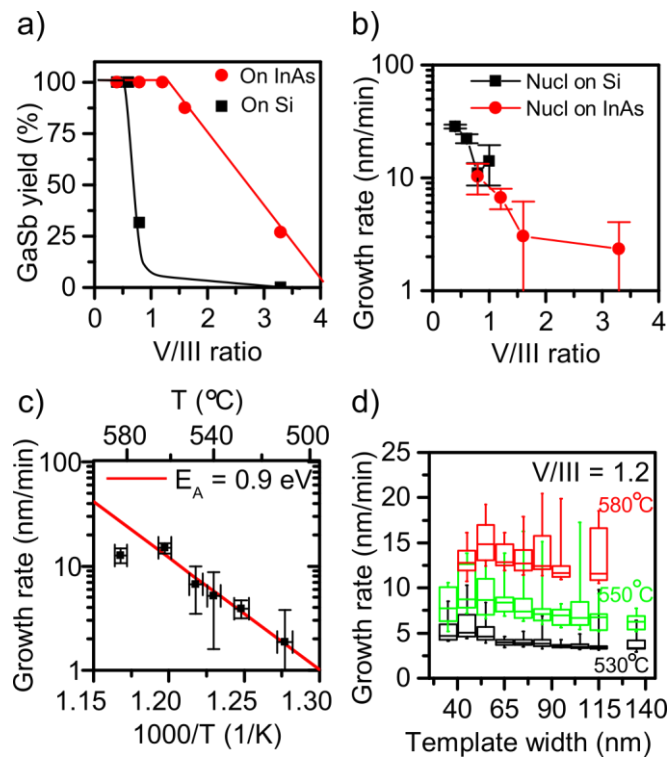 a)
GaSb yield (%)
100
75
50
25
0
On InAs
On Si
0 1 2 3 4
V/III ratio
b)
Growth rate (nm/min)
100
10
1
Nucl on Si
Nucl on InAs
0 1 2 3 4
V/III ratio
c)
T (°C)
580 540 500
Growth rate (nm/min)
100
10
1
E_A = 0.9 eV
1.15 1.20 1.25 1.30
1000/T (1/K)
d)
Growth rate (nm/min)
25
20
15
10
5
0
V/III = 1.2
580°C
550°C
530°C
40 65 90 115 140
Template width (nm)